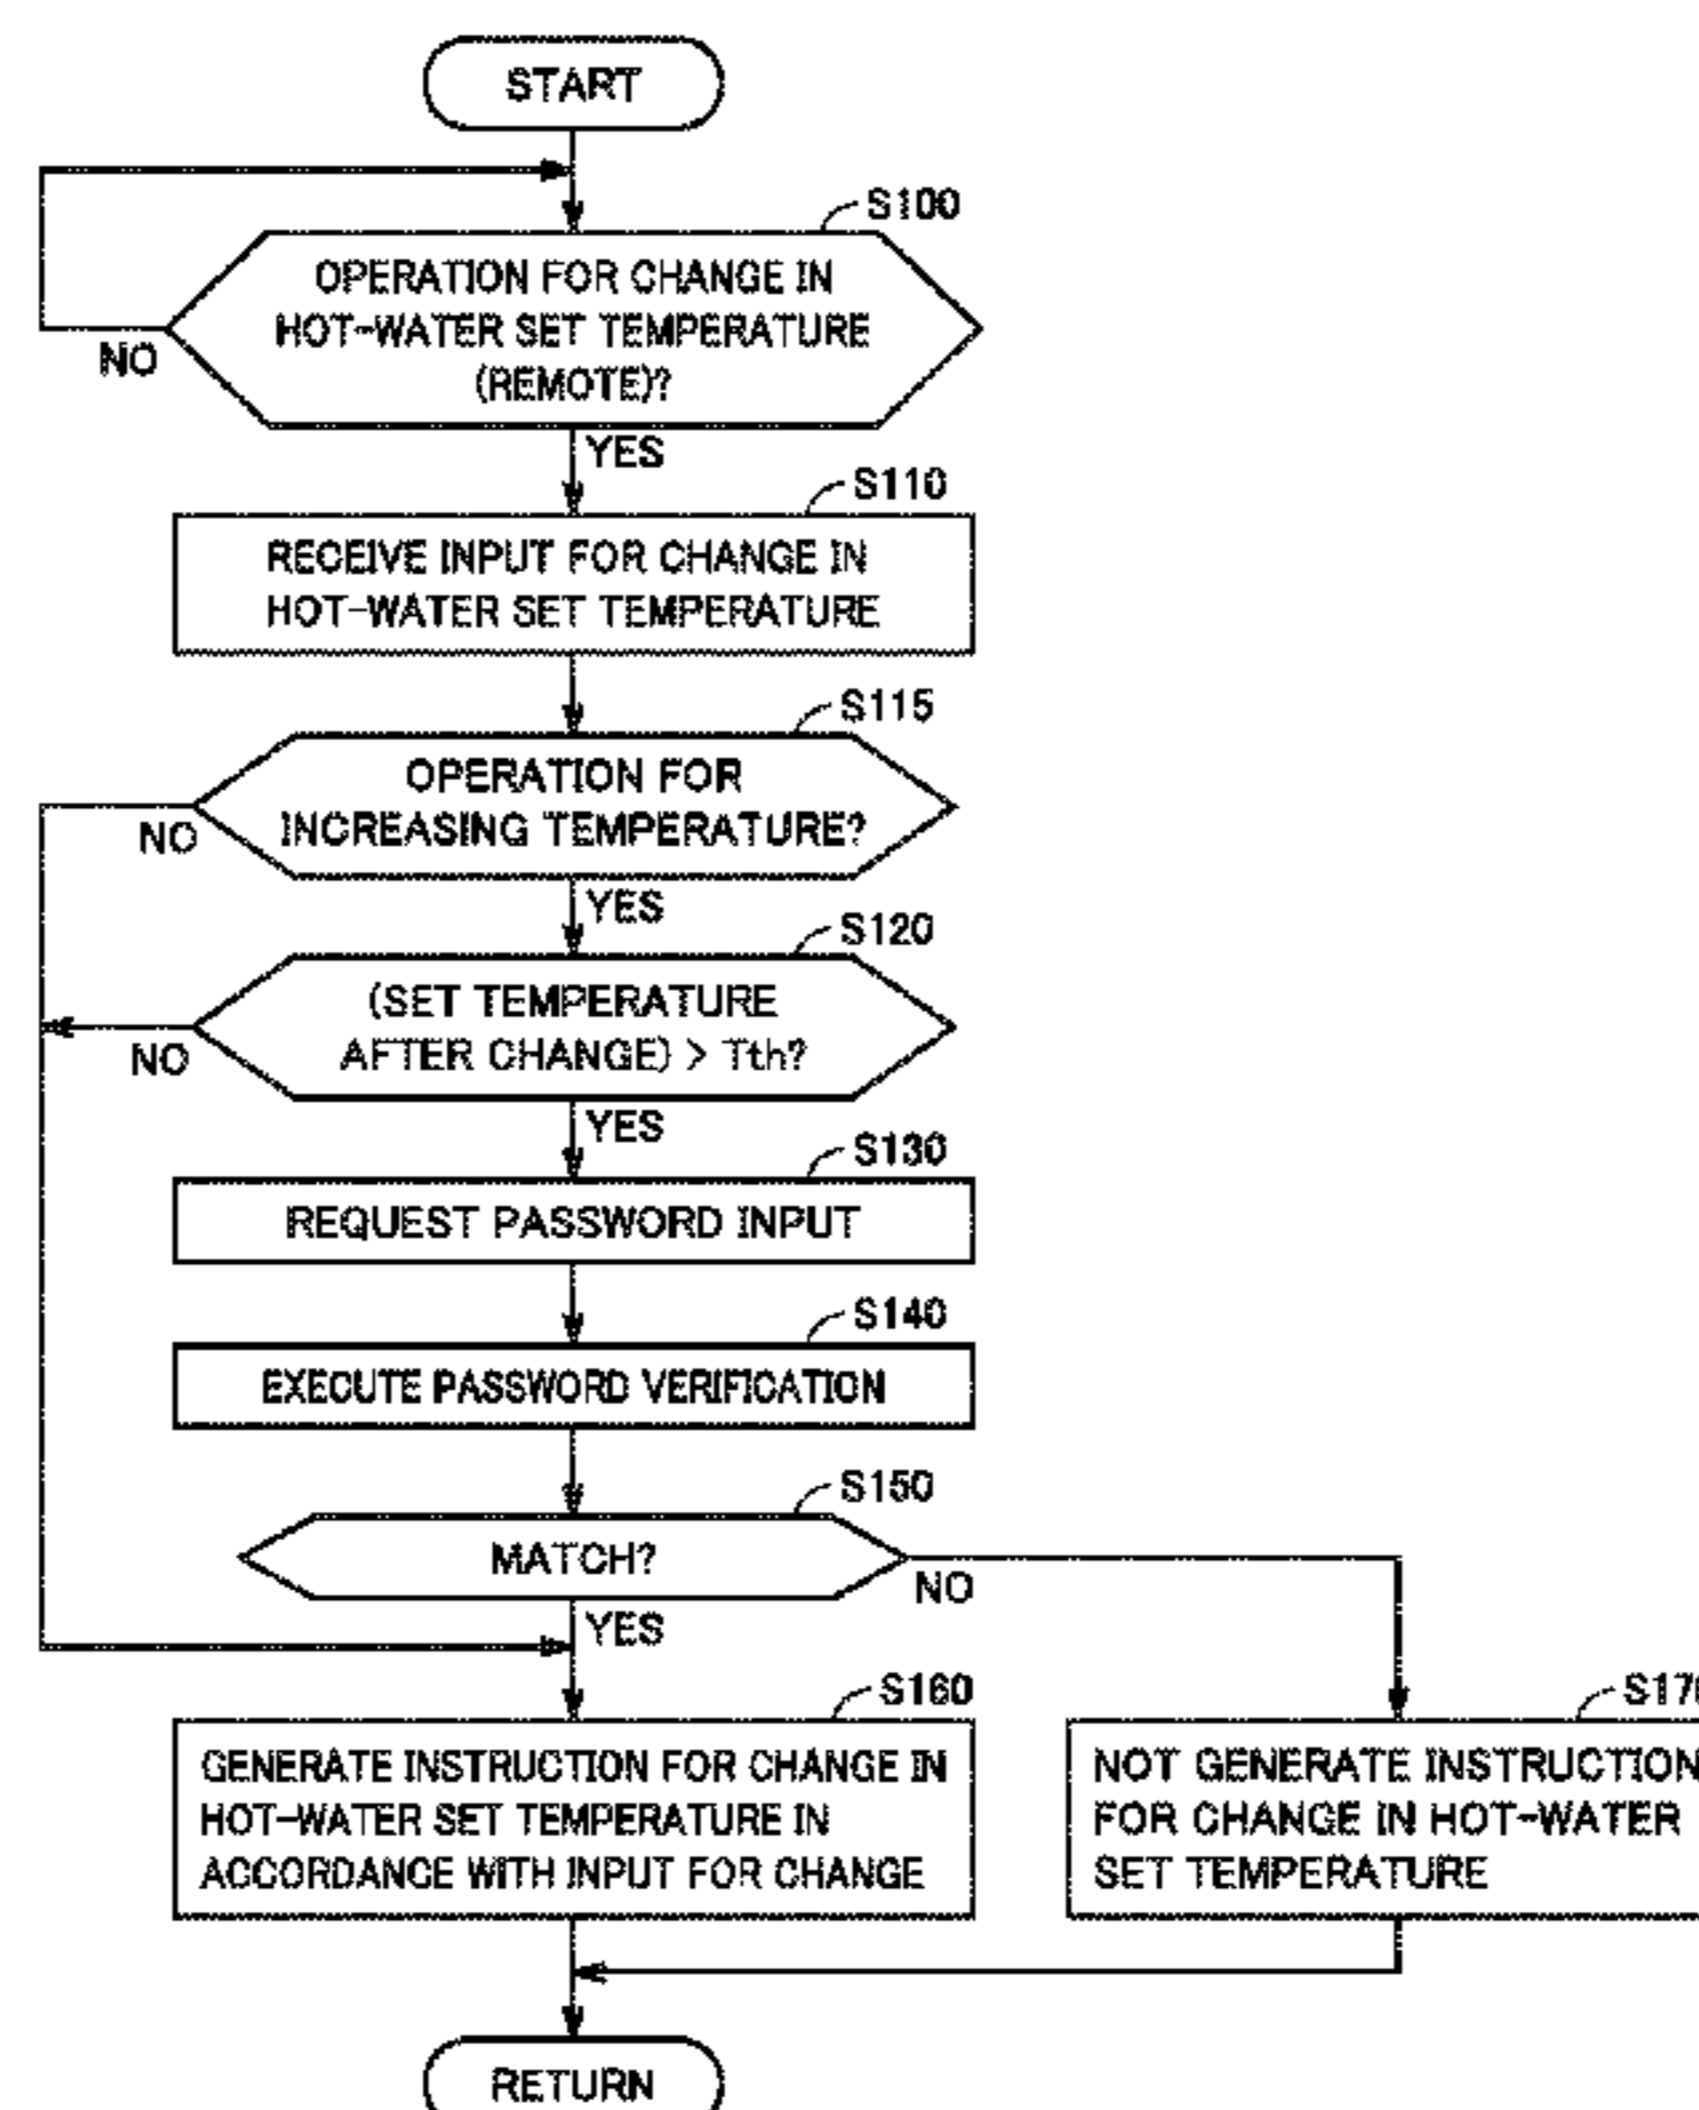 START
S100
OPERATION FOR CHANGE IN
HOT-WATER SET TEMPERATURE
(REMOTE)?
NO
YES
S110
RECEIVE INPUT FOR CHANGE IN
HOT-WATER SET TEMPERATURE
S115
OPERATION FOR
INCREASING TEMPERATURE?
NO
YES
S120
(SET TEMPERATURE
AFTER CHANGE) > Tth?
NO
YES
S130
REQUEST PASSWORD INPUT
S140
EXECUTE PASSWORD VERIFICATION
S150
MATCH?
NO
YES
S160
GENERATE INSTRUCTION FOR CHANGE IN
HOT-WATER SET TEMPERATURE IN
ACCORDANCE WITH INPUT FOR CHANGE
NOT GENERATE INSTRUCTION
FOR CHANGE IN HOT-WATER
SET TEMPERATURE
RETURN